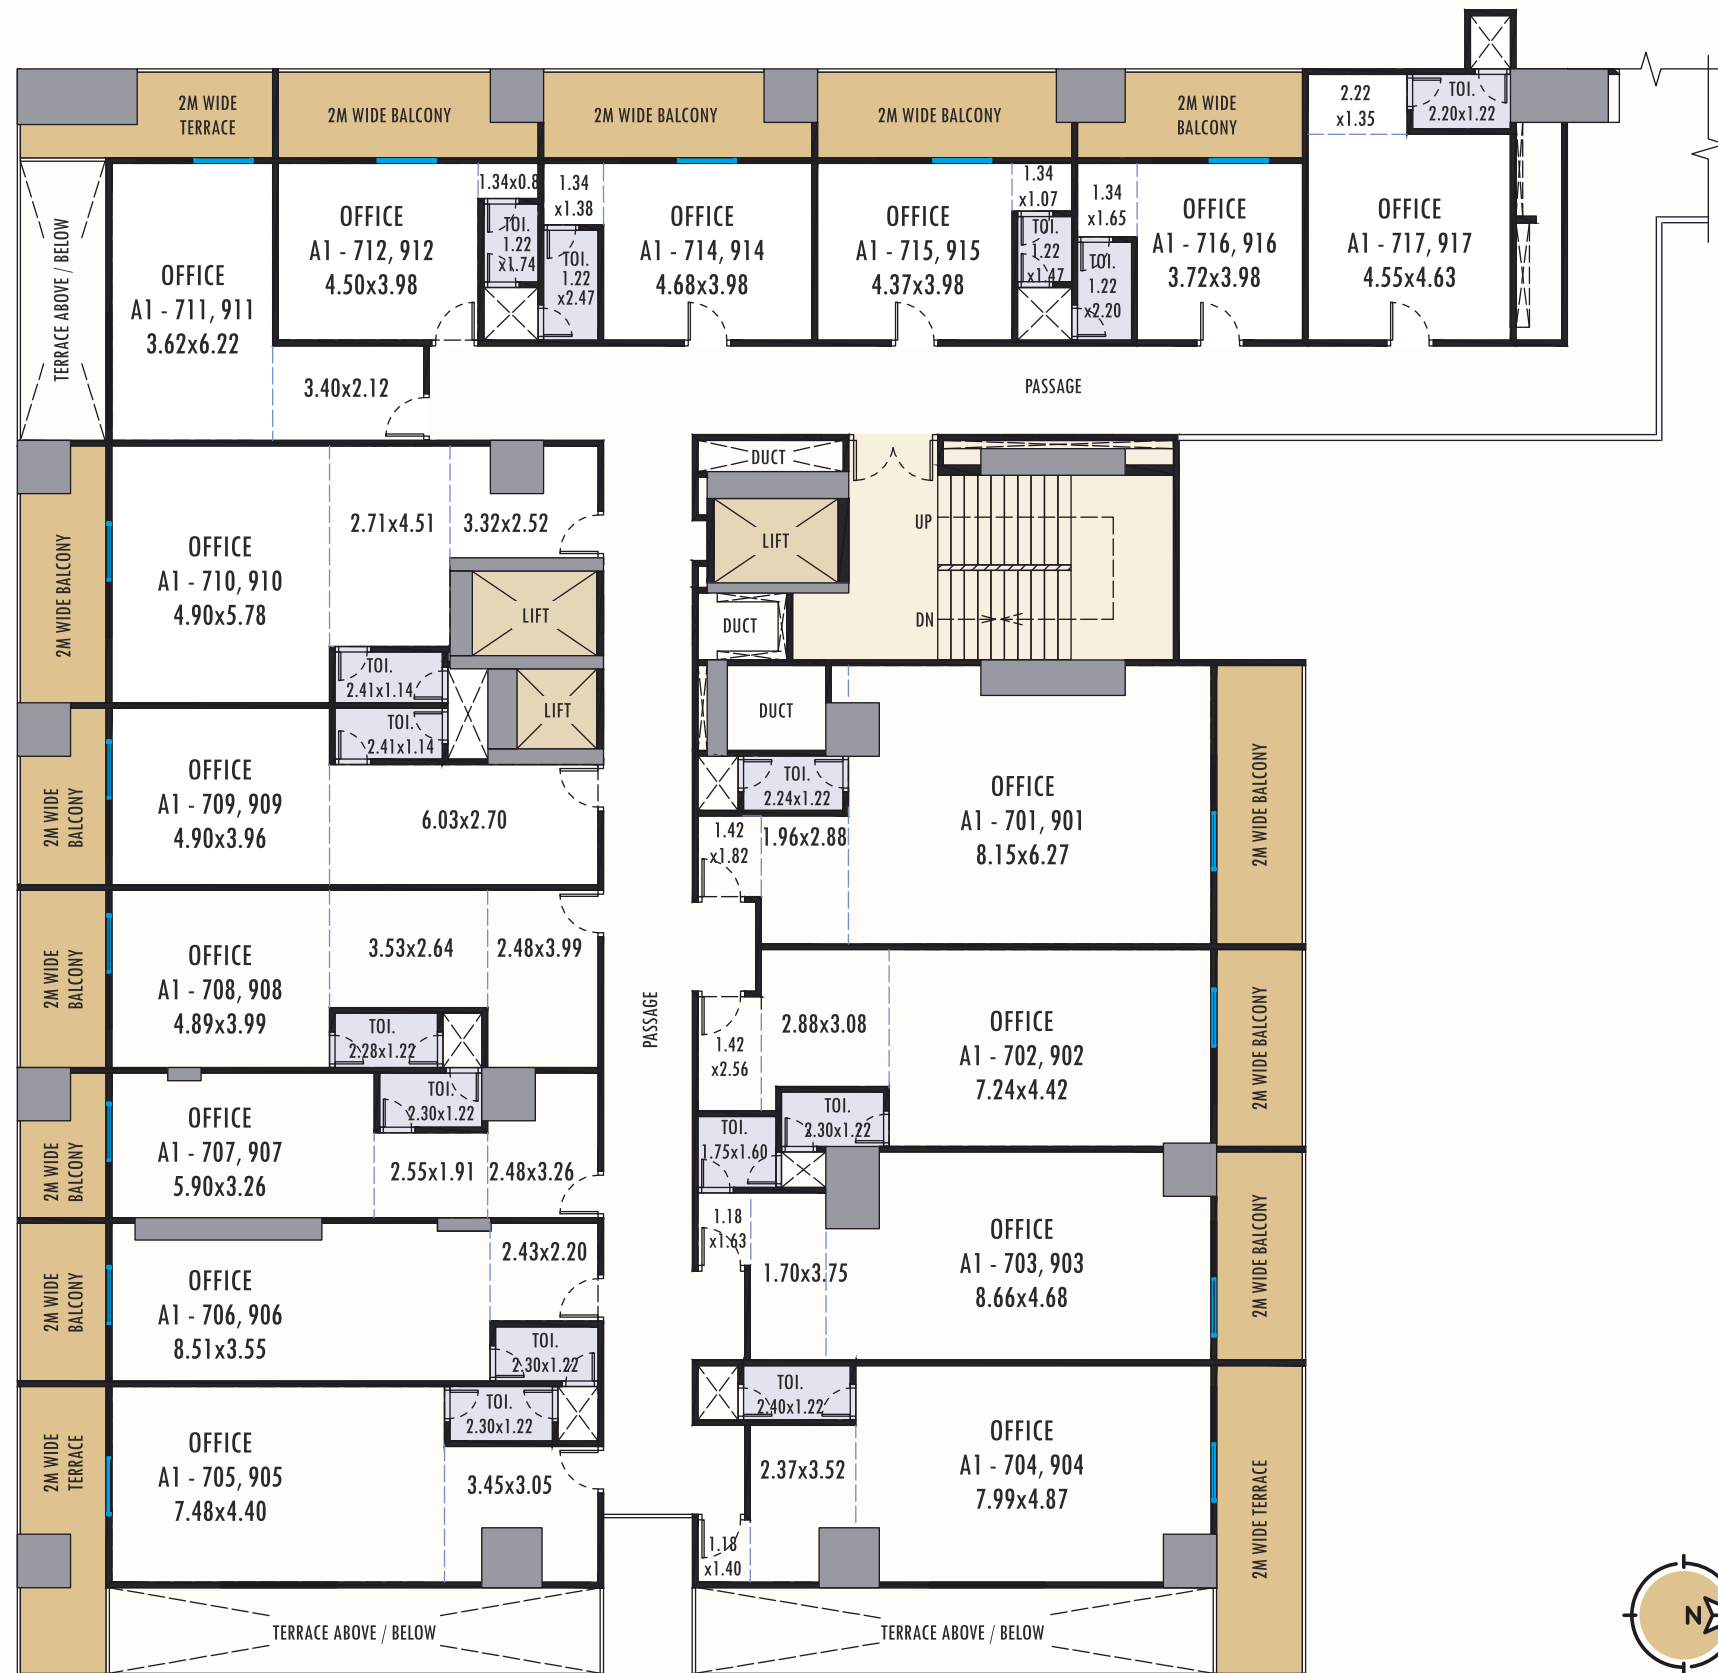 2M WIDE
TERRACE
2M WIDE BALCONY
2M WIDE BALCONY
2M WIDE BALCONY
2M WIDE
BALCONY
2.22
x1.35
TOI.
2.20x1.22
TERRACE ABOVE / BELOW
OFFICE
A1 - 711, 911
3.62x6.22
3.40x2.12
OFFICE
A1 - 712, 912
4.50x3.98
1.34x0.8
TOI.
1.22
x1.74
1.34
x1.38
TOI.
1.22
x2.47
OFFICE
A1 - 714, 914
4.68x3.98
OFFICE
A1 - 715, 915
4.37x3.98
1.34
x1.07
TOI.
1.22
x1.47
1.34
x1.65
TOI.
1.22
x2.20
OFFICE
A1 - 716, 916
3.72x3.98
OFFICE
A1 - 717, 917
4.55x4.63
PASSAGE
2M WIDE BALCONY
OFFICE
A1 - 710, 910
4.90x5.78
2.71x4.51
3.32x2.52
LIFT
TOI.
2.41x1.14
DUCT
LIFT
DUCT
UP
DN
2M WIDE
BALCONY
OFFICE
A1 - 709, 909
4.90x3.96
TOI.
2.41x1.14
LIFT
6.03x2.70
DUCT
TOI.
2.24x1.22
1.42
x1.82
1.96x2.88
OFFICE
A1 - 701, 901
8.15x6.27
2M WIDE BALCONY
2M WIDE
BALCONY
OFFICE
A1 - 708, 908
4.89x3.99
3.53x2.64
2.48x3.99
TOI.
2.28x1.22
PASSAGE
1.42
x2.56
2.88x3.08
OFFICE
A1 - 702, 902
7.24x4.42
TOI.
2.30x1.22
2M WIDE BALCONY
2M WIDE
BALCONY
OFFICE
A1 - 707, 907
5.90x3.26
TOI.
2.30x1.22
2.55x1.91
2.48x3.26
TOI.
1.75x1.60
1.18
x1.63
1.70x3.75
OFFICE
A1 - 703, 903
8.66x4.68
2M WIDE BALCONY
2M WIDE
BALCONY
OFFICE
A1 - 706, 906
8.51x3.55
2.43x2.20
TOI.
2.30x1.22
2M WIDE
TERRACE
OFFICE
A1 - 705, 905
7.48x4.40
TOI.
2.30x1.22
3.45x3.05
TOI.
2.40x1.22
2.37x3.52
1.18
x1.40
OFFICE
A1 - 704, 904
7.99x4.87
2M WIDE TERRACE
TERRACE ABOVE / BELOW
TERRACE ABOVE / BELOW
N